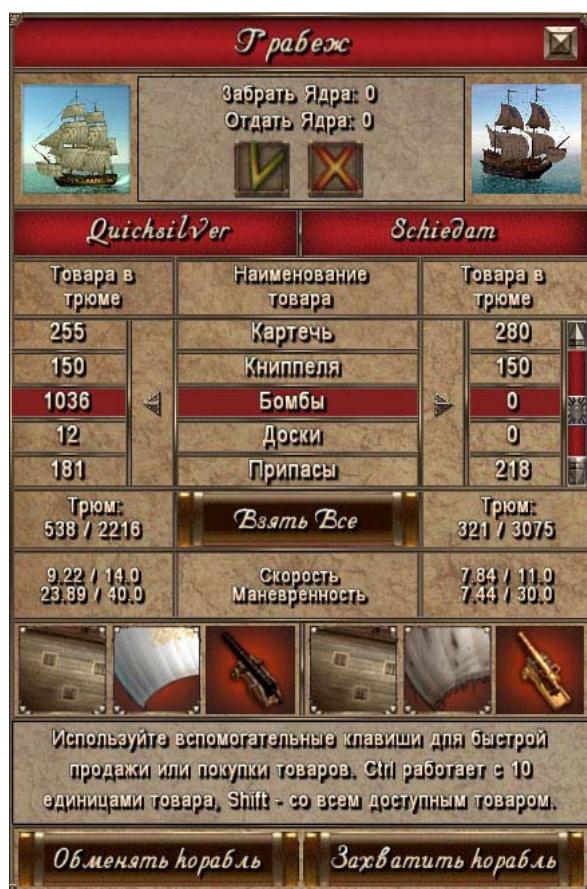 Грабеж
Забрать Ядра: 0
Отдать Ядра: 0
Quicksilver Schiedam
Товара в Наименование Товара в
трюме товара трюме
255 Картечь 280
150 Книппеля 150
1036 Бомбы 0
12 Доски 0
181 Припасы 218
Трюм: Взять Все Трюм:
538 / 2216 321 / 3075
9.22 / 14.0 Скорость 7.84 / 11.0
23.89 / 40.0 Маневренность 7.44 / 30.0
Используйте вспомогательные клавиши для быстрой
продажи или покупки товаров. Ctrl работает с 10
единицами товара, Shift - со всем доступным товаром.
Обменять корабль Захватить корабль